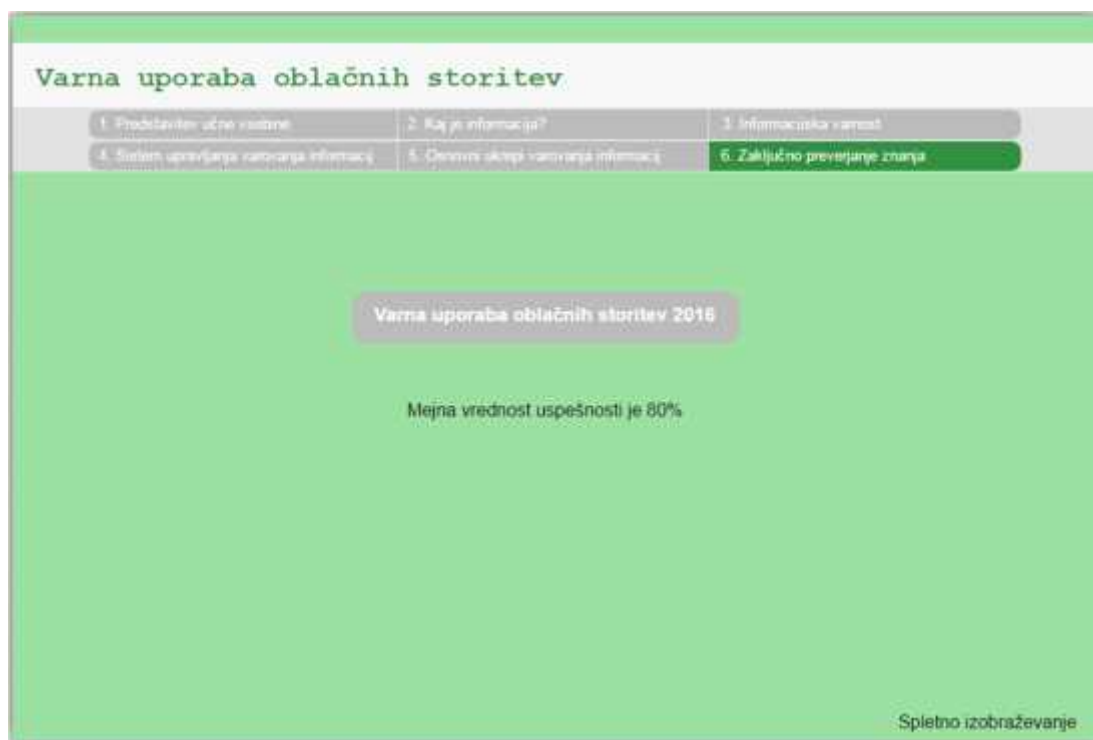 Varna uporaba oblačnih storitev
1. Predstavitev učne vsebine
2. Kaj je informacija?
3. Informacijska varnost
4. Sistem upravljanja varovanja informacij
5. Osnovni ukrepi varovanja informacij
6. Zaključno preverjanje znanja
Varna uporaba oblačnih storitev 2016
Mejna vrednost uspešnosti je 80%
Spletno izobraževanje